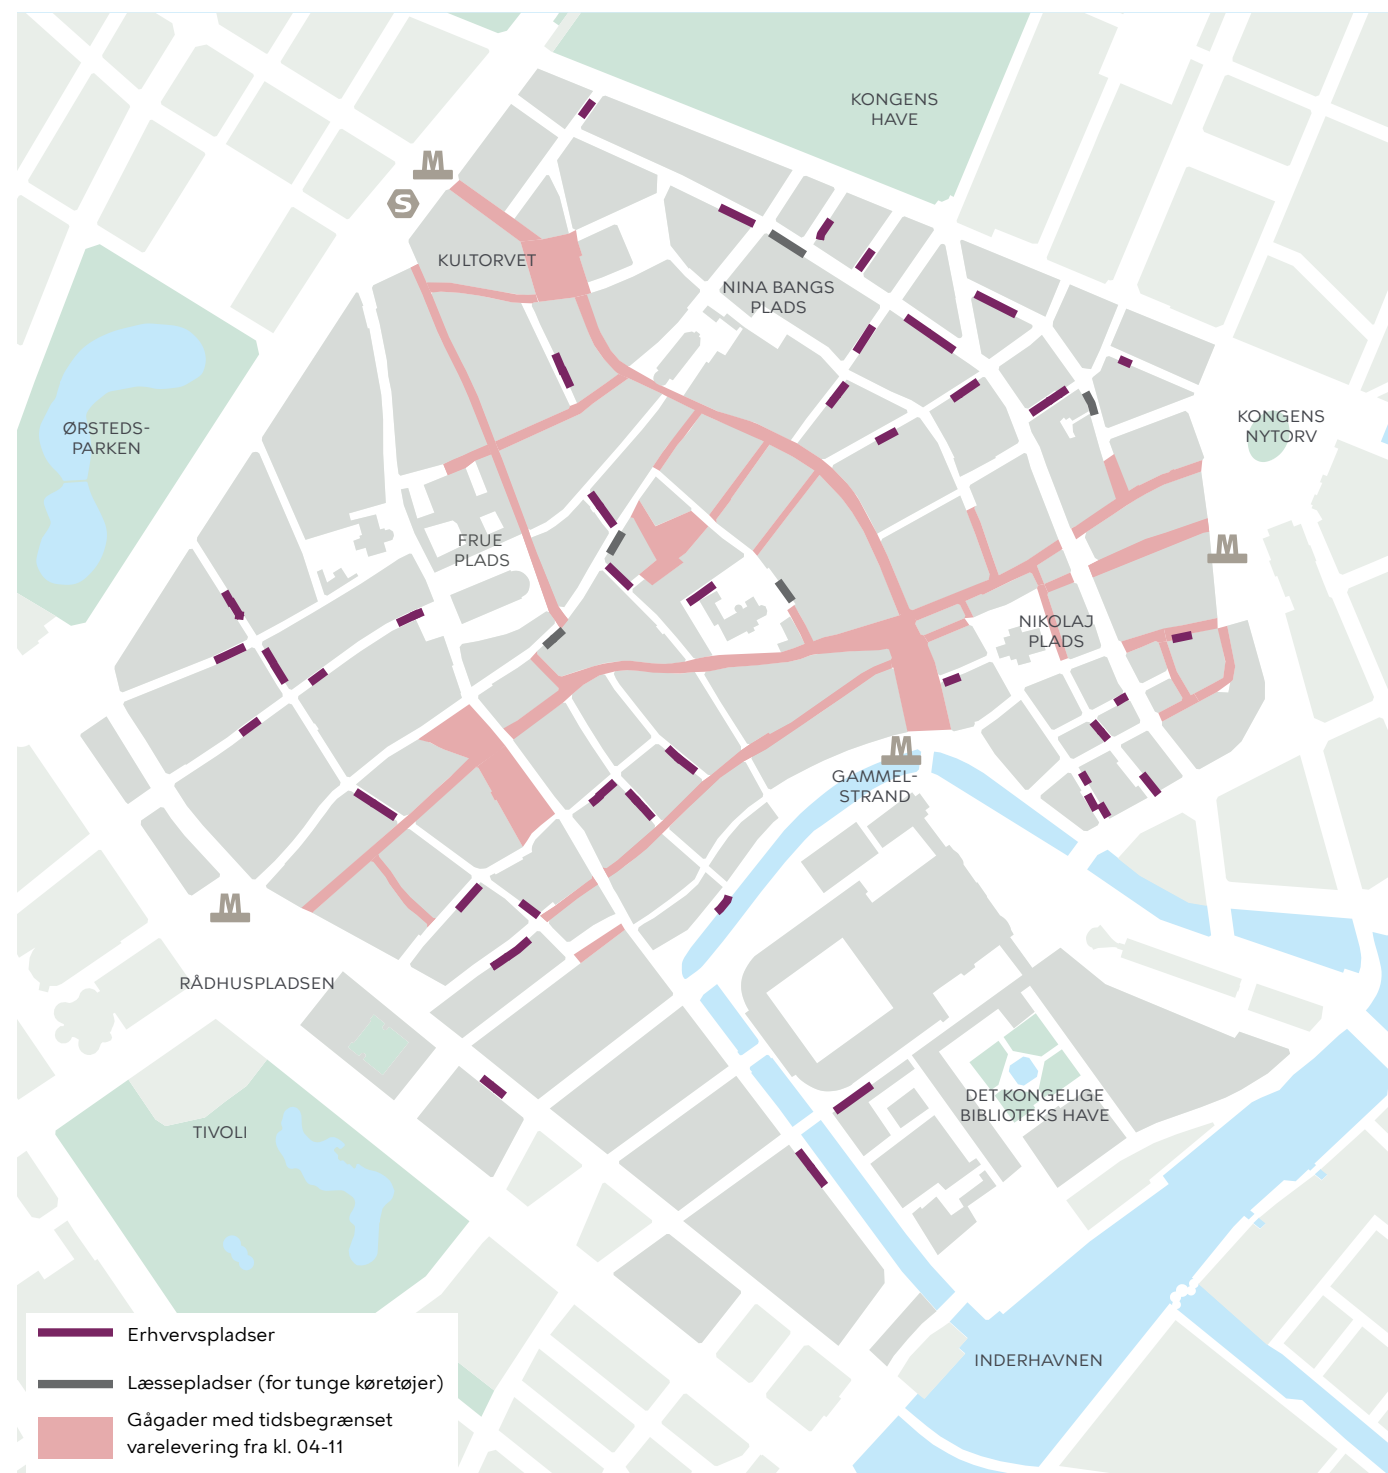 KONGENS
HAVE
M
S
KULTORVET
NINA BANGS
PLADS
ØRSTEDS-
PARKEN
KONGENS
NYTORV
FRUE
PLADS
M
NIKOLAJ
PLADS
M
GAMMEL-
STRAND
M
RÅDHUSPLADSEN
DET KONGELIGE
BIBLIOTEKS HAVE
TIVOLI
INDERHAVNEN
Erhvervspladser
Læssepladser (for tunge køretøjer)
Gågader med tidsbegrænset
varelevering fra kl. 04-11